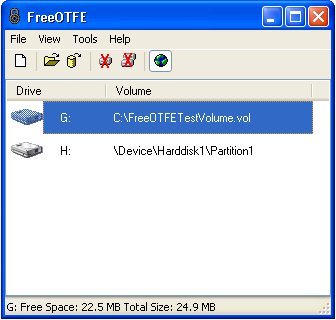 FreeOTFE
File View Tools Help
Drive Volume
G: C:\FreeOTFETestVolume.vol
H: \Device\Harddisk1\Partition1
G: Free Space: 22.5 MB Total Size: 24.9 MB